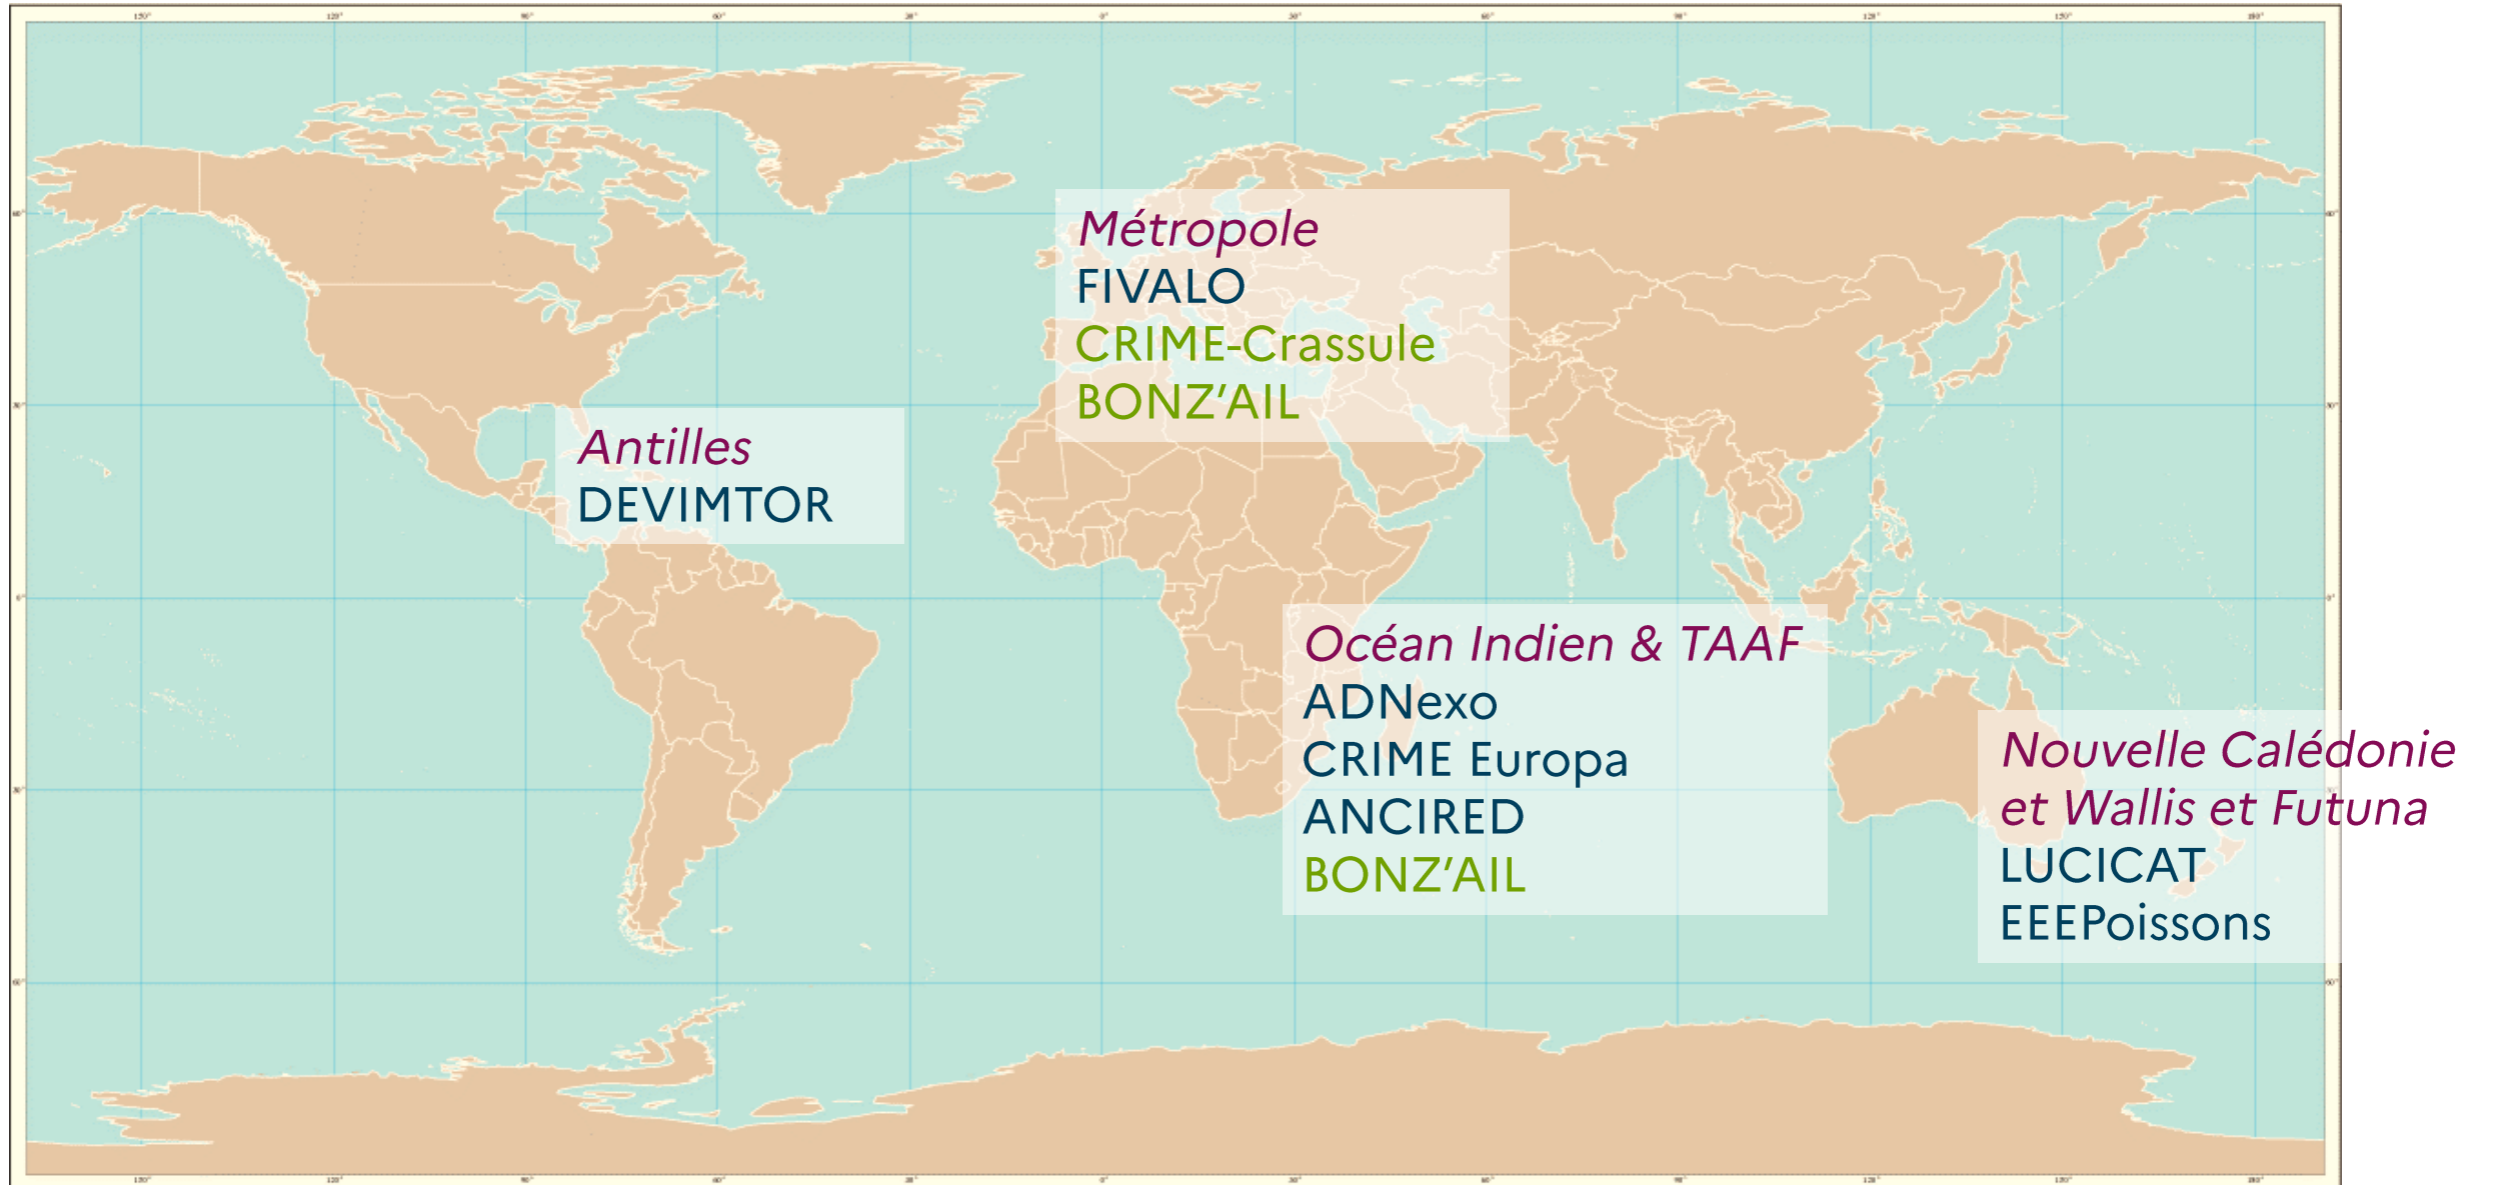 Métropole
FIVALO
CRIME-Crassule
BONZ’AIL
Antilles
DEVIMTOR
Océan Indien & TAAF
ADNexo
CRIME Europa
ANCIRED
BONZ’AIL
Nouvelle Calédonie
et Wallis et Futuna
LUCICAT
EEEPoissons